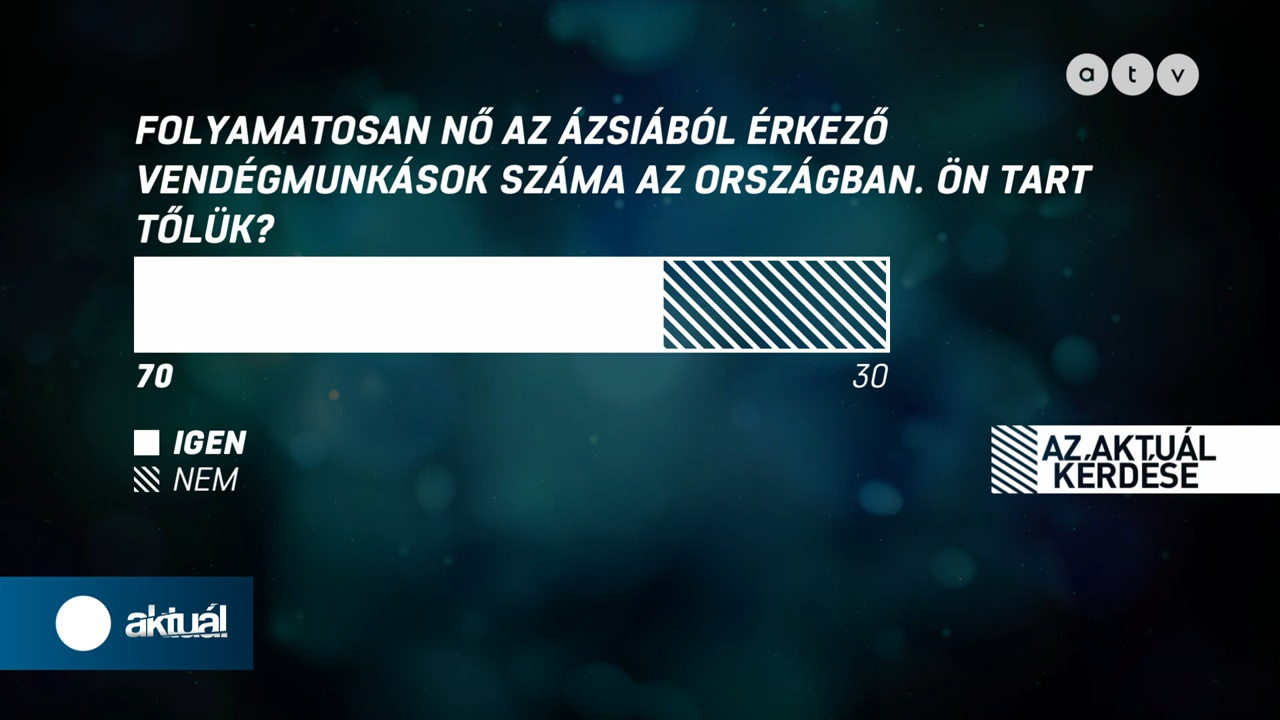 a t v
FOLYAMATOSAN NŐ AZ ÁZSIÁBÓL ÉRKEZŐ
VENDÉGMUNKÁSOK SZÁMA AZ ORSZÁGBAN. ÖN TART
TŐLÜK?
70 30
IGEN
NEM
AZ AKTUÁL
KÉRDÉSE
aktuál